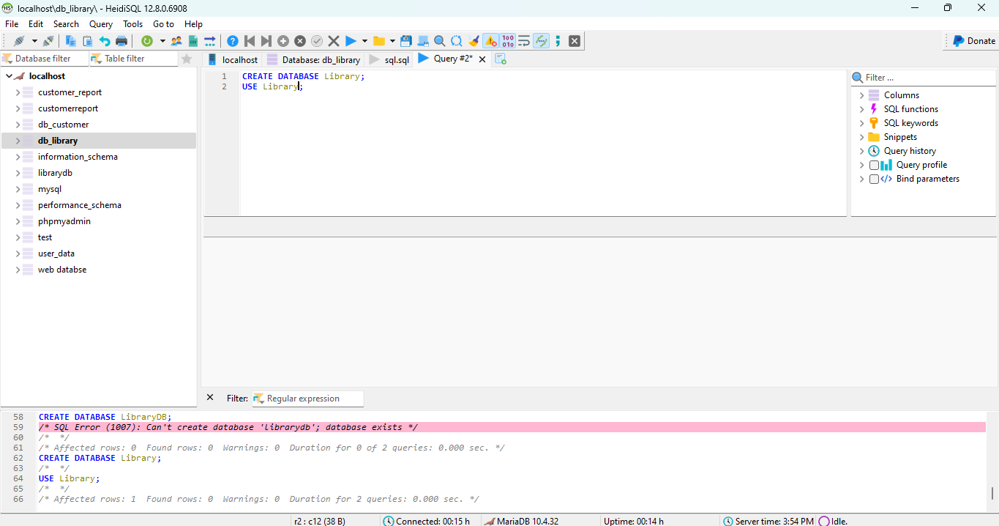 HS localhost\db_library\ - HeidiSQL 12.8.0.6908
File Edit Search Query Tools Go to Help
Donate
Database filter Table filter
localhost Database: db_library sql.sql Query #2*
localhost
customer_report
customerreport
db_customer
db_library
information_schema
librarydb
mysql
performance_schema
phpmyadmin
test
user_data
web databse
1 CREATE DATABASE Library;
2 USE Library;
Filter ...
Columns
SQL functions
SQL keywords
Snippets
Query history
Query profile
Bind parameters
Filter: Regular expression
58 CREATE DATABASE LibraryDB;
59 /* SQL Error (1007): Can't create database 'librarydb'; database exists */
60 /* */
61 /* Affected rows: 0 Found rows: 0 Warnings: 0 Duration for 0 of 2 queries: 0.000 sec. */
62 CREATE DATABASE Library;
63 /* */
64 USE Library;
65 /* */
66 /* Affected rows: 1 Found rows: 0 Warnings: 0 Duration for 2 queries: 0.000 sec. */
r2 : c12 (38 B) Connected: 00:15 h MariaDB 10.4.32 Uptime: 00:14 h Server time: 3:54 PM Idle.